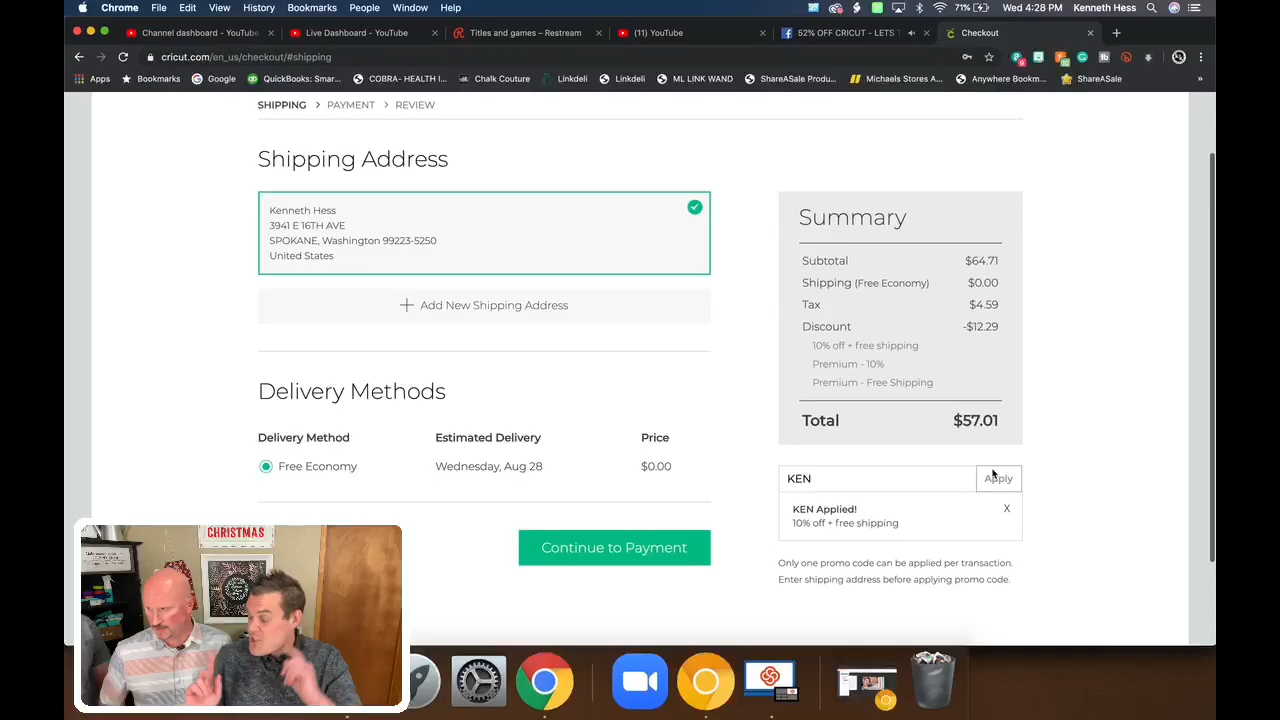 Chrome File Edit View History Bookmarks People Window Help 71% Wed 4:28 PM Kenneth Hess
Channel dashboard - YouTube Live Dashboard - YouTube Titles and games – Restream (11) YouTube 52% OFF CRICUT - LETS T Checkout
cricut.com/en_us/checkout/#shipping
Apps Bookmarks Google QuickBooks: Smar... COBRA- HEALTH I... Chalk Couture Linkdeli Linkdeli ML LINK WAND ShareASale Produ... Michaels Stores A... Anywhere Bookm... ShareASale »
SHIPPING > PAYMENT > REVIEW
Shipping Address
Kenneth Hess
3941 E 16TH AVE
SPOKANE, Washington 99223-5250
United States
+ Add New Shipping Address
Summary
Subtotal $64.71
Shipping (Free Economy) $0.00
Tax $4.59
Discount -$12.29
10% off + free shipping
Premium - 10%
Premium - Free Shipping
Total $57.01
Delivery Methods
Delivery Method Estimated Delivery Price
Free Economy Wednesday, Aug 28 $0.00
Continue to Payment
KEN Apply
KEN Applied! X
10% off + free shipping
Only one promo code can be applied per transaction.
Enter shipping address before applying promo code.
CHRISTMAS